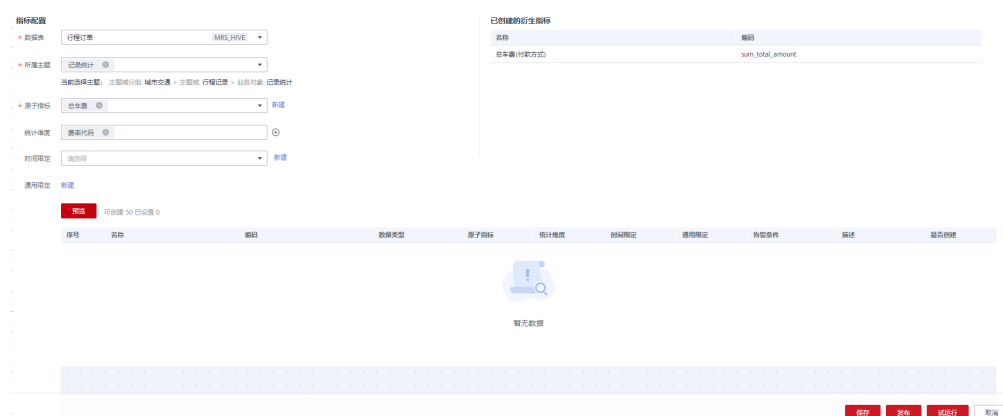 指标配置
已创建的衍生指标
* 数据表 行程订单 MRS_HIVE
名称 编码
总车费(付款方式) sum_total_amount
* 所属主题 记录统计
当前选择主题： 主题域分组: 城市交通 > 主题域: 行程记录 > 业务对象: 记录统计
* 原子指标 总车费 新建
统计维度 费率代码
时间限定 请选择 新建
通用限定 新建
预览 可创建 50 已设置 0
序号 名称 编码 数据类型 原子指标 统计维度 时间限定 通用限定 告警条件 描述 是否创建
暂无数据
保存 发布 试运行 取消